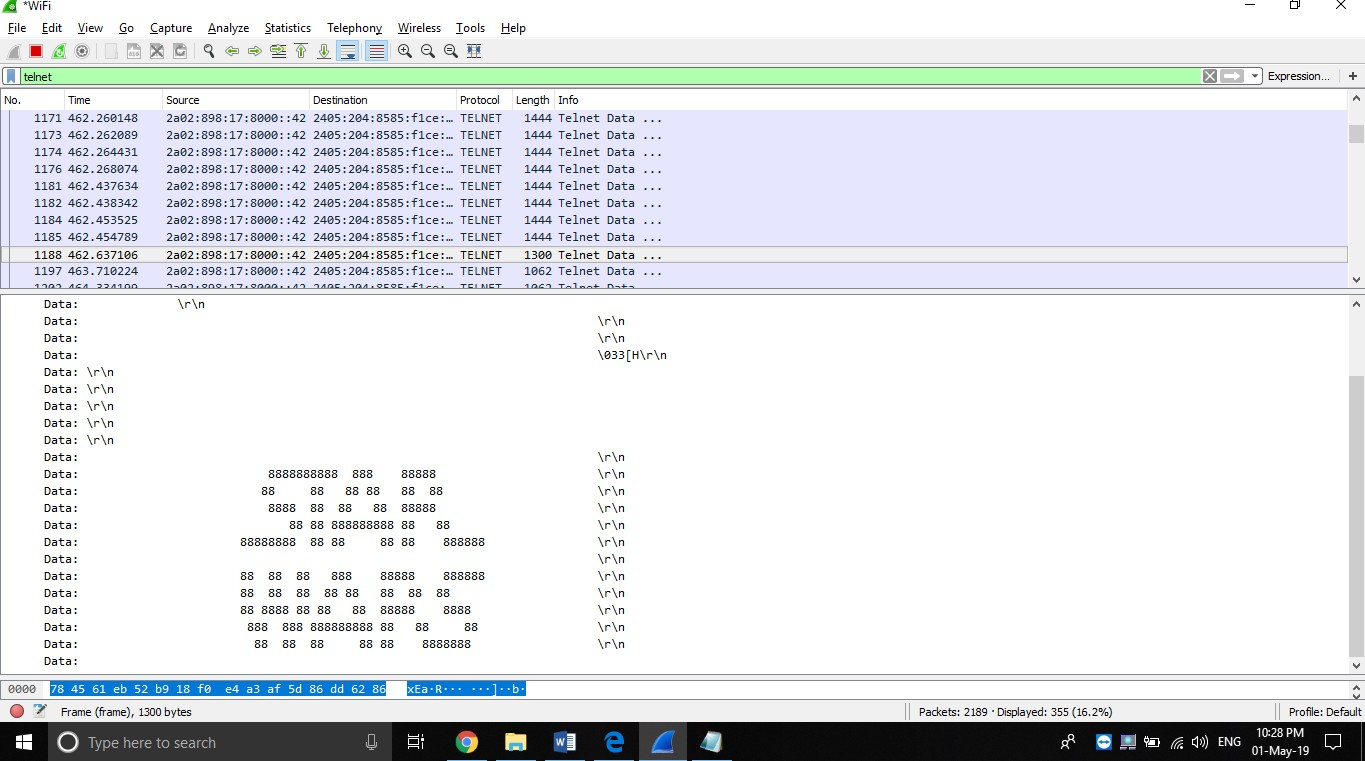 *WiFi
File Edit View Go Capture Analyze Statistics Telephony Wireless Tools Help
telnet Expression... +
No. Time Source Destination Protocol Length Info
1171 462.260148 2a02:898:17:8000::42 2405:204:8585:f1ce:… TELNET 1444 Telnet Data ...
1173 462.262089 2a02:898:17:8000::42 2405:204:8585:f1ce:… TELNET 1444 Telnet Data ...
1174 462.264431 2a02:898:17:8000::42 2405:204:8585:f1ce:… TELNET 1444 Telnet Data ...
1176 462.268074 2a02:898:17:8000::42 2405:204:8585:f1ce:… TELNET 1444 Telnet Data ...
1181 462.437634 2a02:898:17:8000::42 2405:204:8585:f1ce:… TELNET 1444 Telnet Data ...
1182 462.438342 2a02:898:17:8000::42 2405:204:8585:f1ce:… TELNET 1444 Telnet Data ...
1184 462.453525 2a02:898:17:8000::42 2405:204:8585:f1ce:… TELNET 1444 Telnet Data ...
1185 462.454789 2a02:898:17:8000::42 2405:204:8585:f1ce:… TELNET 1444 Telnet Data ...
1188 462.637106 2a02:898:17:8000::42 2405:204:8585:f1ce:… TELNET 1300 Telnet Data ...
1197 463.710224 2a02:898:17:8000::42 2405:204:8585:f1ce:… TELNET 1062 Telnet Data ...
Data: \r\n
Data: \r\n
Data: \r\n
Data: \033[H\r\n
Data: \r\n
Data: \r\n
Data: \r\n
Data: \r\n
Data: \r\n
Data: \r\n
Data:                           8888888888  888    88888                       \r\n
Data:                          88     88   88 88   88  88                      \r\n
Data:                           8888  88  88   88  88888                       \r\n
Data:                              88 88 888888888 88   88                     \r\n
Data:                       88888888  88 88     88 88    888888                \r\n
Data: \r\n
Data:                       88  88  88   888    88888    888888                \r\n
Data:                       88  88  88  88 88   88  88  88                     \r\n
Data:                       88 8888 88 88   88  88888    8888                  \r\n
Data:                        888  888 888888888 88   88     88                 \r\n
Data:                         88  88  88     88 88    8888888                  \r\n
Data:
0000 78 45 61 eb 52 b9 18 f0 e4 a3 af 5d 86 dd 62 86 xEa·R··· ···]··b·
Frame (frame), 1300 bytes Packets: 2189 · Displayed: 355 (16.2%) Profile: Default
Type here to search ENG 10:28 PM
01-May-19